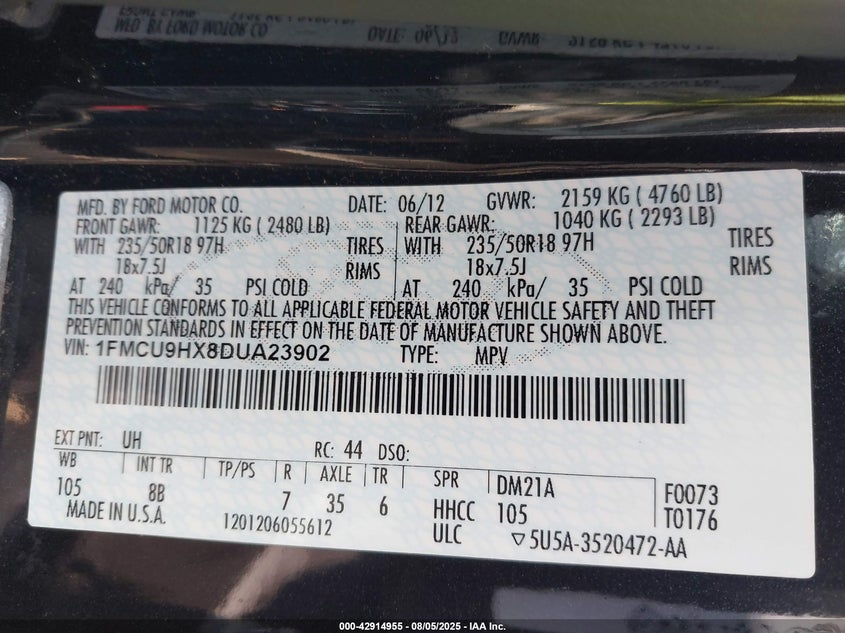 MFD. BY FORD MOTOR CO. DATE: 06/12 GVWR: 2159 KG ( 4760 LB)
FRONT GAWR: 1125 KG ( 2480 LB) REAR GAWR: 1040 KG ( 2293 LB)
WITH 235/50R18 97H TIRES WITH 235/50R18 97H TIRES
18x7.5J RIMS 18x7.5J RIMS
AT 240 kPa/ 35 PSI COLD AT 240 kPa/ 35 PSI COLD
THIS VEHICLE CONFORMS TO ALL APPLICABLE FEDERAL MOTOR VEHICLE SAFETY AND THEFT
PREVENTION STANDARDS IN EFFECT ON THE DATE OF MANUFACTURE SHOWN ABOVE.
VIN: 1FMCU9HX8DUA23902 TYPE: MPV
EXT PNT: UH RC: 44 DSO:
WB INT TR TP/PS R AXLE TR SPR DM21A F0073
105 8B 7 35 6 HHCC 105 T0176
MADE IN U.S.A. 1201206055612 ULC ▽5U5A-3520472-AA
000-42914955 - 08/05/2025 - IAA Inc.